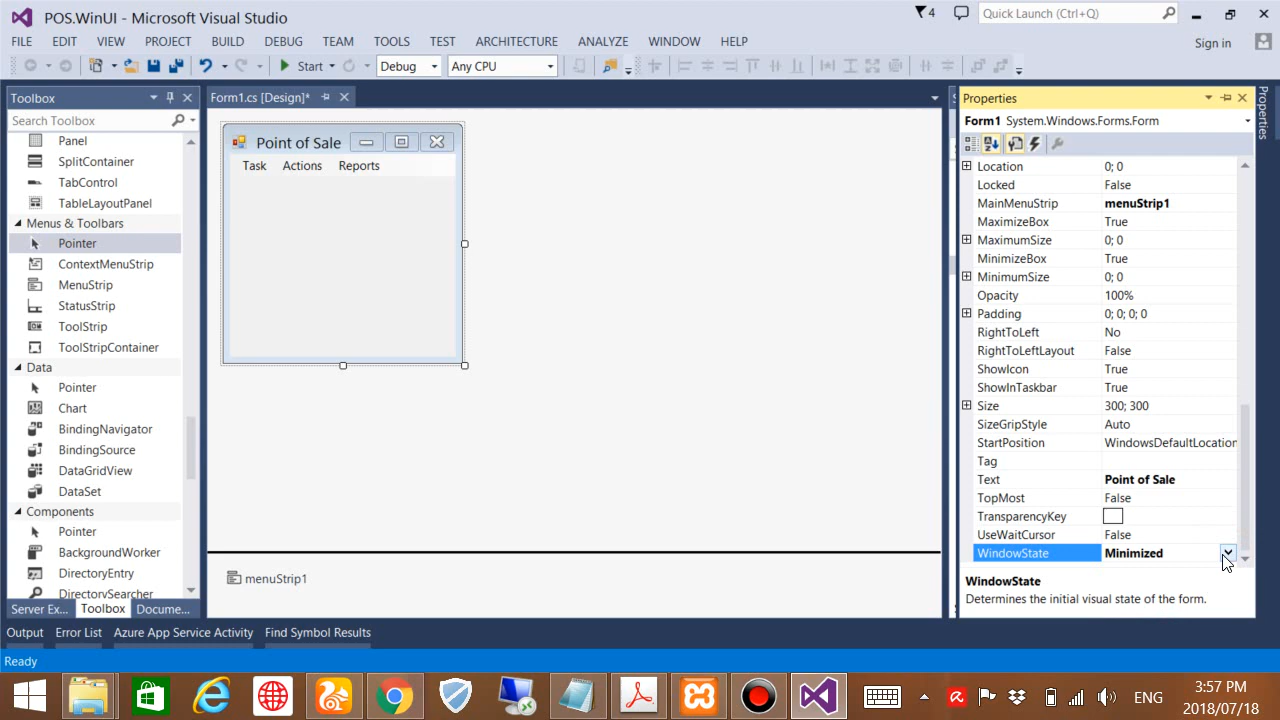 POS.WinUI - Microsoft Visual Studio
4
Quick Launch (Ctrl+Q)
FILE EDIT VIEW PROJECT BUILD DEBUG TEAM TOOLS TEST ARCHITECTURE ANALYZE WINDOW HELP
Sign in
Start Debug Any CPU
Toolbox
Search Toolbox
Panel
SplitContainer
TabControl
TableLayoutPanel
Menus & Toolbars
Pointer
ContextMenuStrip
MenuStrip
StatusStrip
ToolStrip
ToolStripContainer
Data
Pointer
Chart
BindingNavigator
BindingSource
DataGridView
DataSet
Components
Pointer
BackgroundWorker
DirectoryEntry
DirectorySearcher
Server Ex... Toolbox Docume...
Form1.cs [Design]*
Point of Sale
Task Actions Reports
menuStrip1
Properties
Form1 System.Windows.Forms.Form
Location 0; 0
Locked False
MainMenuStrip menuStrip1
MaximizeBox True
MaximumSize 0; 0
MinimizeBox True
MinimumSize 0; 0
Opacity 100%
Padding 0; 0; 0; 0
RightToLeft No
RightToLeftLayout False
ShowIcon True
ShowInTaskbar True
Size 300; 300
SizeGripStyle Auto
StartPosition WindowsDefaultLocation
Tag
Text Point of Sale
TopMost False
TransparencyKey
UseWaitCursor False
WindowState Minimized
WindowState
Determines the initial visual state of the form.
Properties
Output Error List Azure App Service Activity Find Symbol Results
Ready
ENG
3:57 PM
2018/07/18